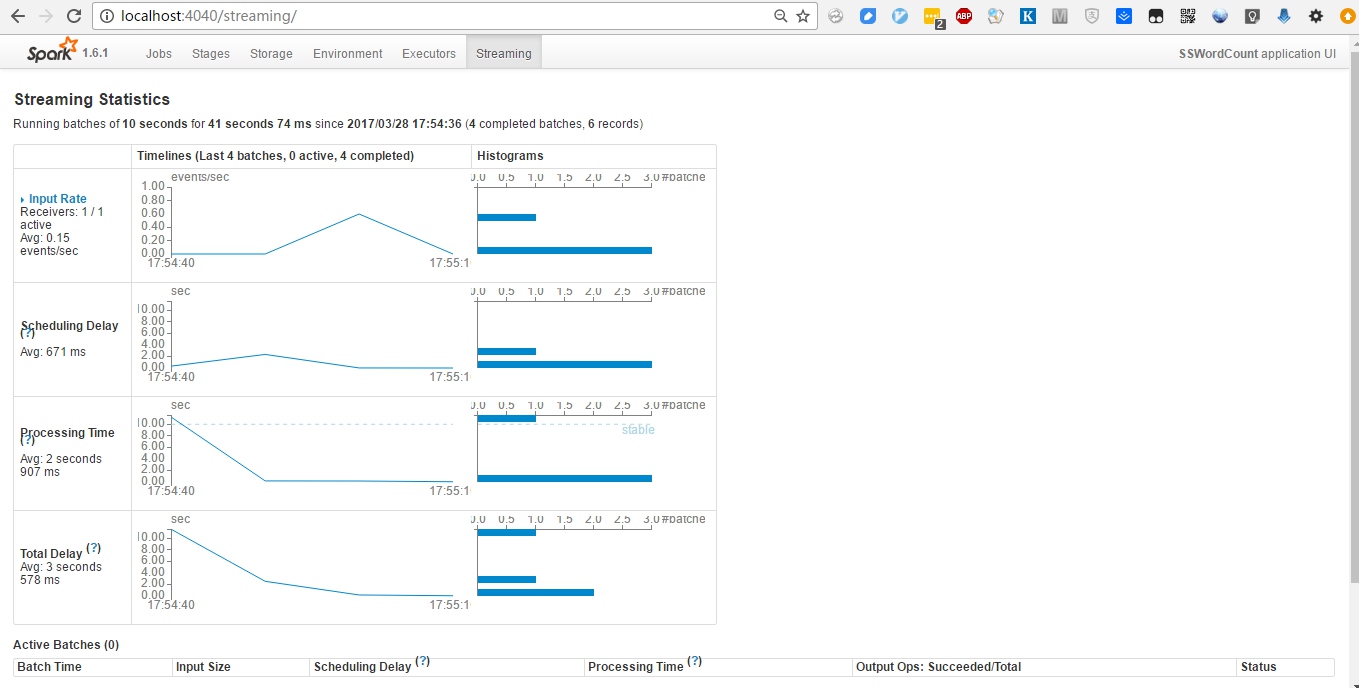 localhost:4040/streaming/
2
ABP
K
M
Spark 1.6.1
Jobs
Stages
Storage
Environment
Executors
Streaming
SSWordCount application UI
Streaming Statistics
Running batches of 10 seconds for 41 seconds 74 ms since 2017/03/28 17:54:36 (4 completed batches, 6 records)
Timelines (Last 4 batches, 0 active, 4 completed)
Histograms
Input Rate
Receivers: 1 / 1
active
Avg: 0.15
events/sec
events/sec
1.00
0.80
0.60
0.40
0.20
0.00
17:54:40
17:55:1
0.0 0.5 1.0 1.5 2.0 2.5 3.0 #batche
Scheduling Delay
(?)
Avg: 671 ms
sec
10.00
8.00
6.00
4.00
2.00
0.00
17:54:40
17:55:1
0.0 0.5 1.0 1.5 2.0 2.5 3.0 #batche
Processing Time
(?)
Avg: 2 seconds
907 ms
sec
10.00
8.00
6.00
4.00
2.00
0.00
17:54:40
17:55:1
0.0 0.5 1.0 1.5 2.0 2.5 3.0 #batche
stable
Total Delay (?)
Avg: 3 seconds
578 ms
sec
10.00
8.00
6.00
4.00
2.00
0.00
17:54:40
17:55:1
0.0 0.5 1.0 1.5 2.0 2.5 3.0 #batche
Active Batches (0)
Batch Time
Input Size
Scheduling Delay (?)
Processing Time (?)
Output Ops: Succeeded/Total
Status